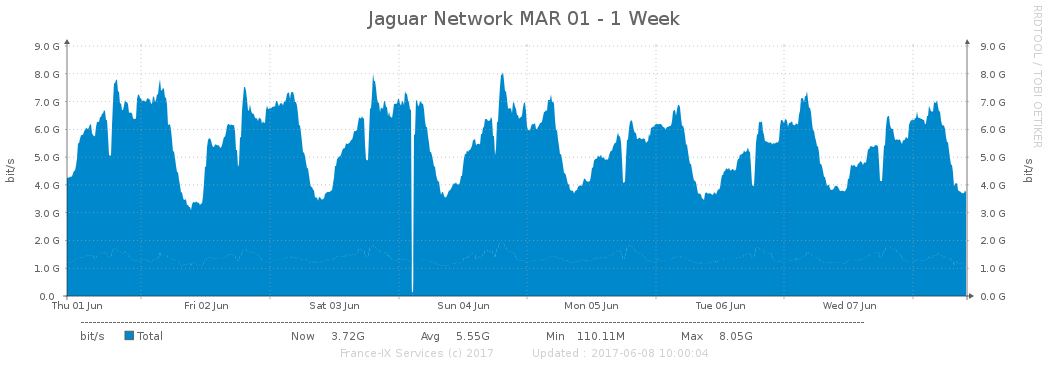 Jaguar Network MAR 01 - 1 Week
RRDTOOL / TOBI OETIKER
bit/s
9.0 G 9.0 G
8.0 G 8.0 G
7.0 G 7.0 G
6.0 G 6.0 G
5.0 G 5.0 G
4.0 G 4.0 G
3.0 G 3.0 G
2.0 G 2.0 G
1.0 G 1.0 G
0.0 0.0 G
bit/s
Thu 01 Jun Fri 02 Jun Sat 03 Jun Sun 04 Jun Mon 05 Jun Tue 06 Jun Wed 07 Jun
bit/s Total Now 3.72G Avg 5.55G Min 110.11M Max 8.05G
France-IX Services (c) 2017 Updated : 2017-06-08 10:00:04